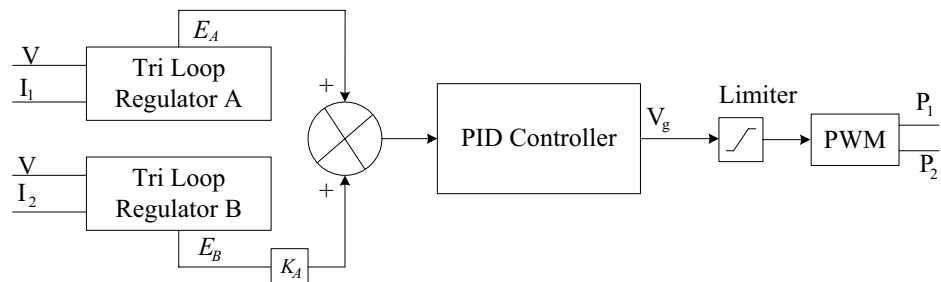 E_A
V
I_1
Tri Loop
Regulator A
+
PID Controller
V_g
Limiter
PWM
P_1
P_2
V
I_2
Tri Loop
Regulator B
+
E_B
K_A